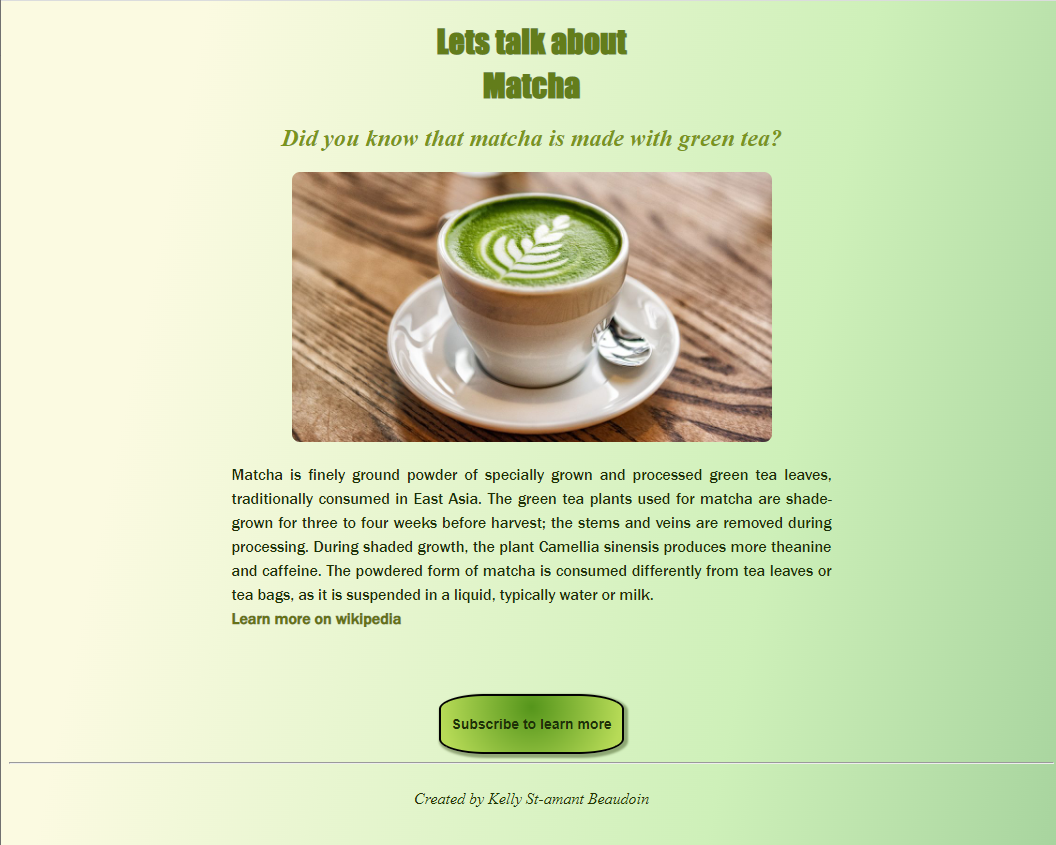 Lets talk about
Matcha
Did you know that matcha is made with green tea?
Matcha is finely ground powder of specially grown and processed green tea leaves,
traditionally consumed in East Asia. The green tea plants used for matcha are shade-
grown for three to four weeks before harvest; the stems and veins are removed during
processing. During shaded growth, the plant Camellia sinensis produces more theanine
and caffeine. The powdered form of matcha is consumed differently from tea leaves or
tea bags, as it is suspended in a liquid, typically water or milk.
Learn more on wikipedia
Subscribe to learn more
Created by Kelly St-amant Beaudoin